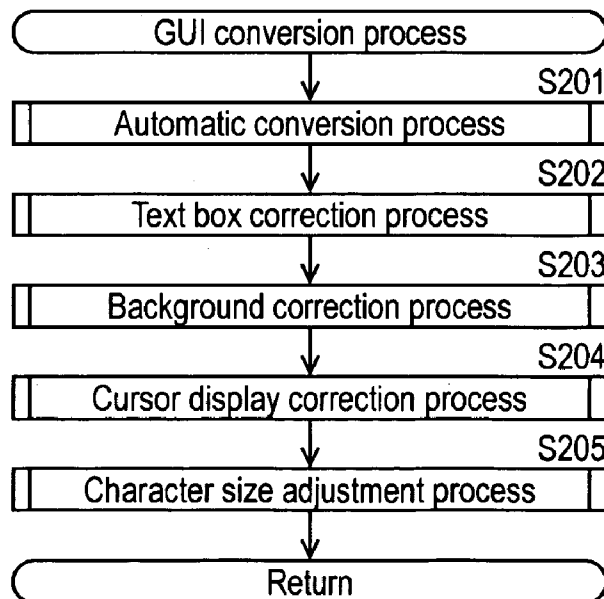 GUI conversion process
S201
Automatic conversion process
S202
Text box correction process
S203
Background correction process
S204
Cursor display correction process
S205
Character size adjustment process
Return